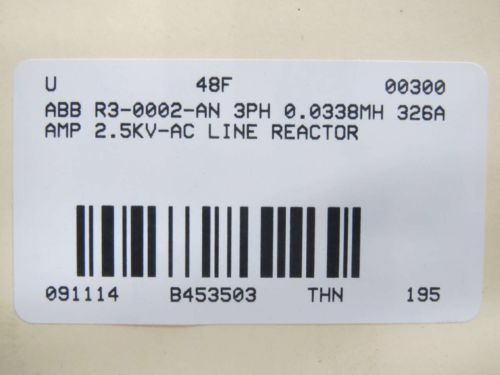 U 48F 00300
ABB R3-0002-AN 3PH 0.0338MH 326A
AMP 2.5KV-AC LINE REACTOR
091114 B453503 THN 195